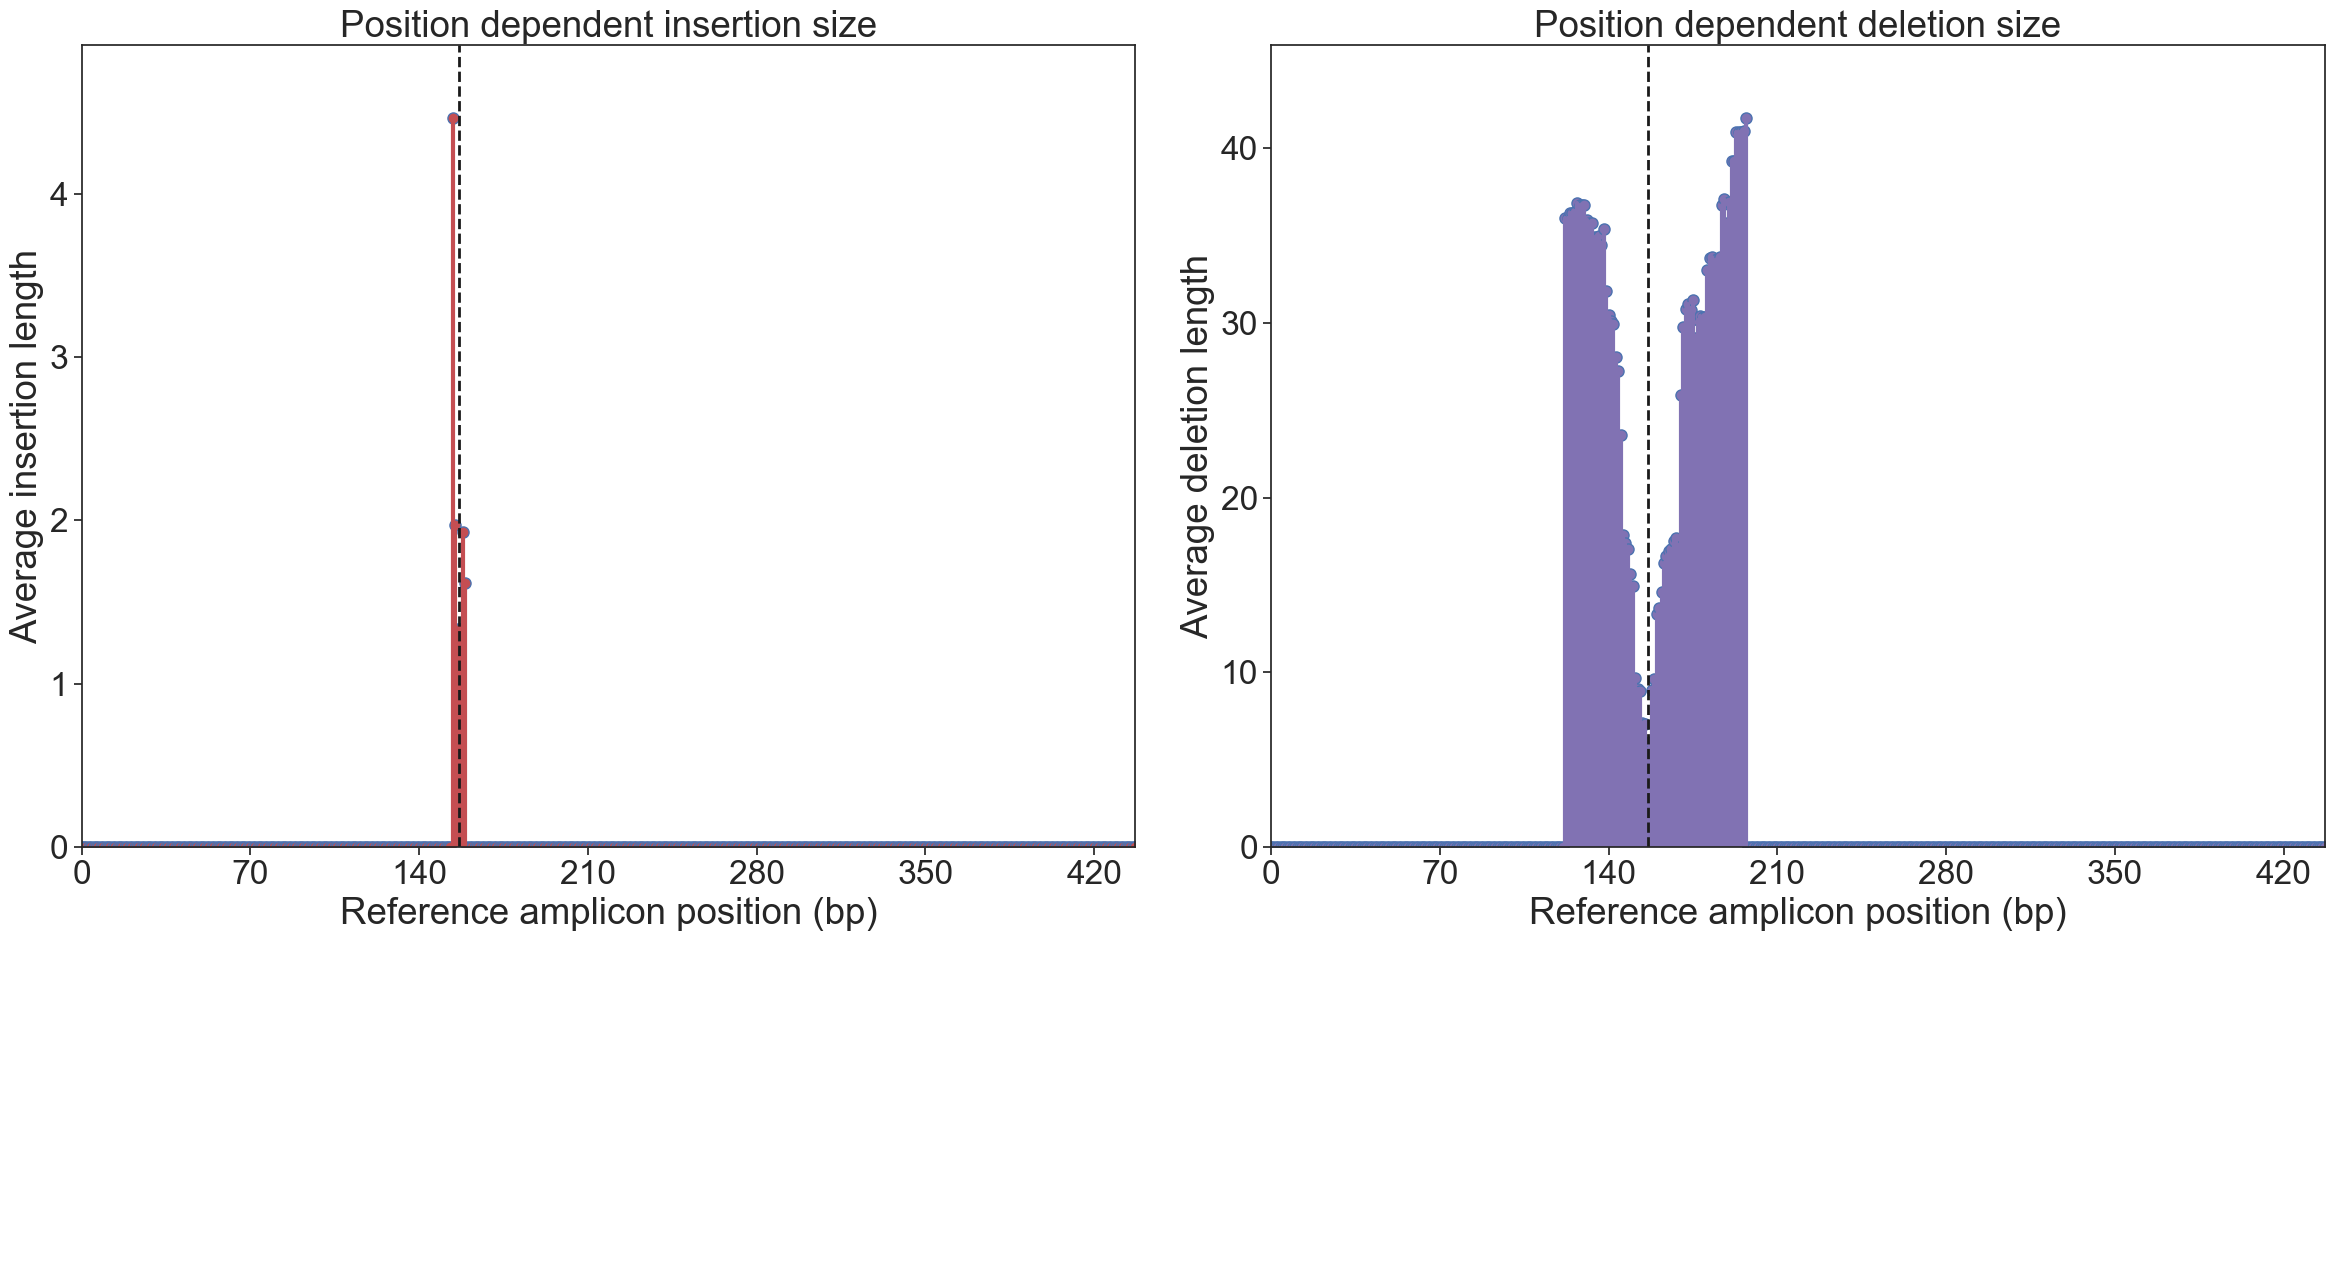 Position dependent insertion size
Average insertion length
4
3
2
1
0
0 70 140 210 280 350 420
Reference amplicon position (bp)
Position dependent deletion size
Average deletion length
40
30
20
10
0
0 70 140 210 280 350 420
Reference amplicon position (bp)